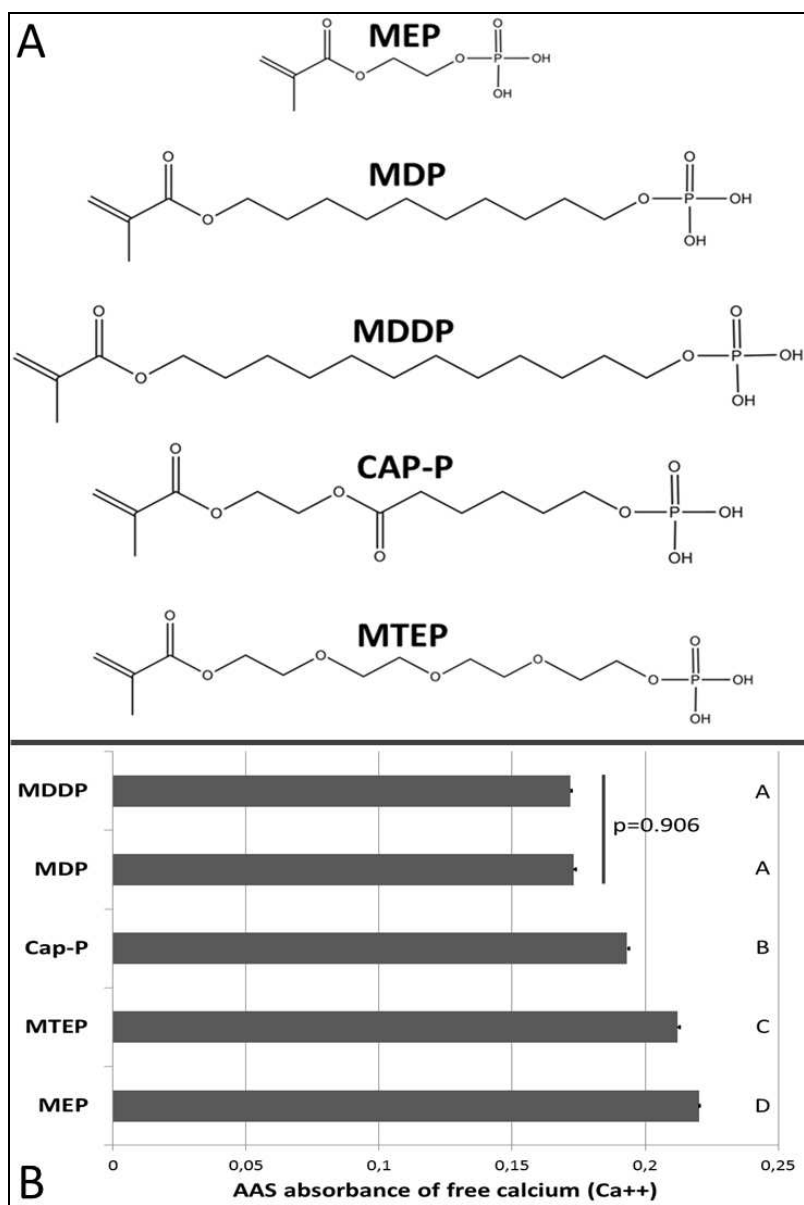 A
MEP
O
O
O
O
P
OH
OH
MDP
O
O
O
O
P
OH
OH
MDDP
O
O
O
O
P
OH
OH
CAP-P
O
O
O
O
O
O
P
OH
OH
MTEP
O
O
O
O
O
O
O
P
OH
OH
MDDP
A
p=0.906
MDP
A
Cap-P
B
MTEP
C
MEP
D
0 0,05 0,1 0,15 0,2 0,25
B
AAS absorbance of free calcium (Ca++)